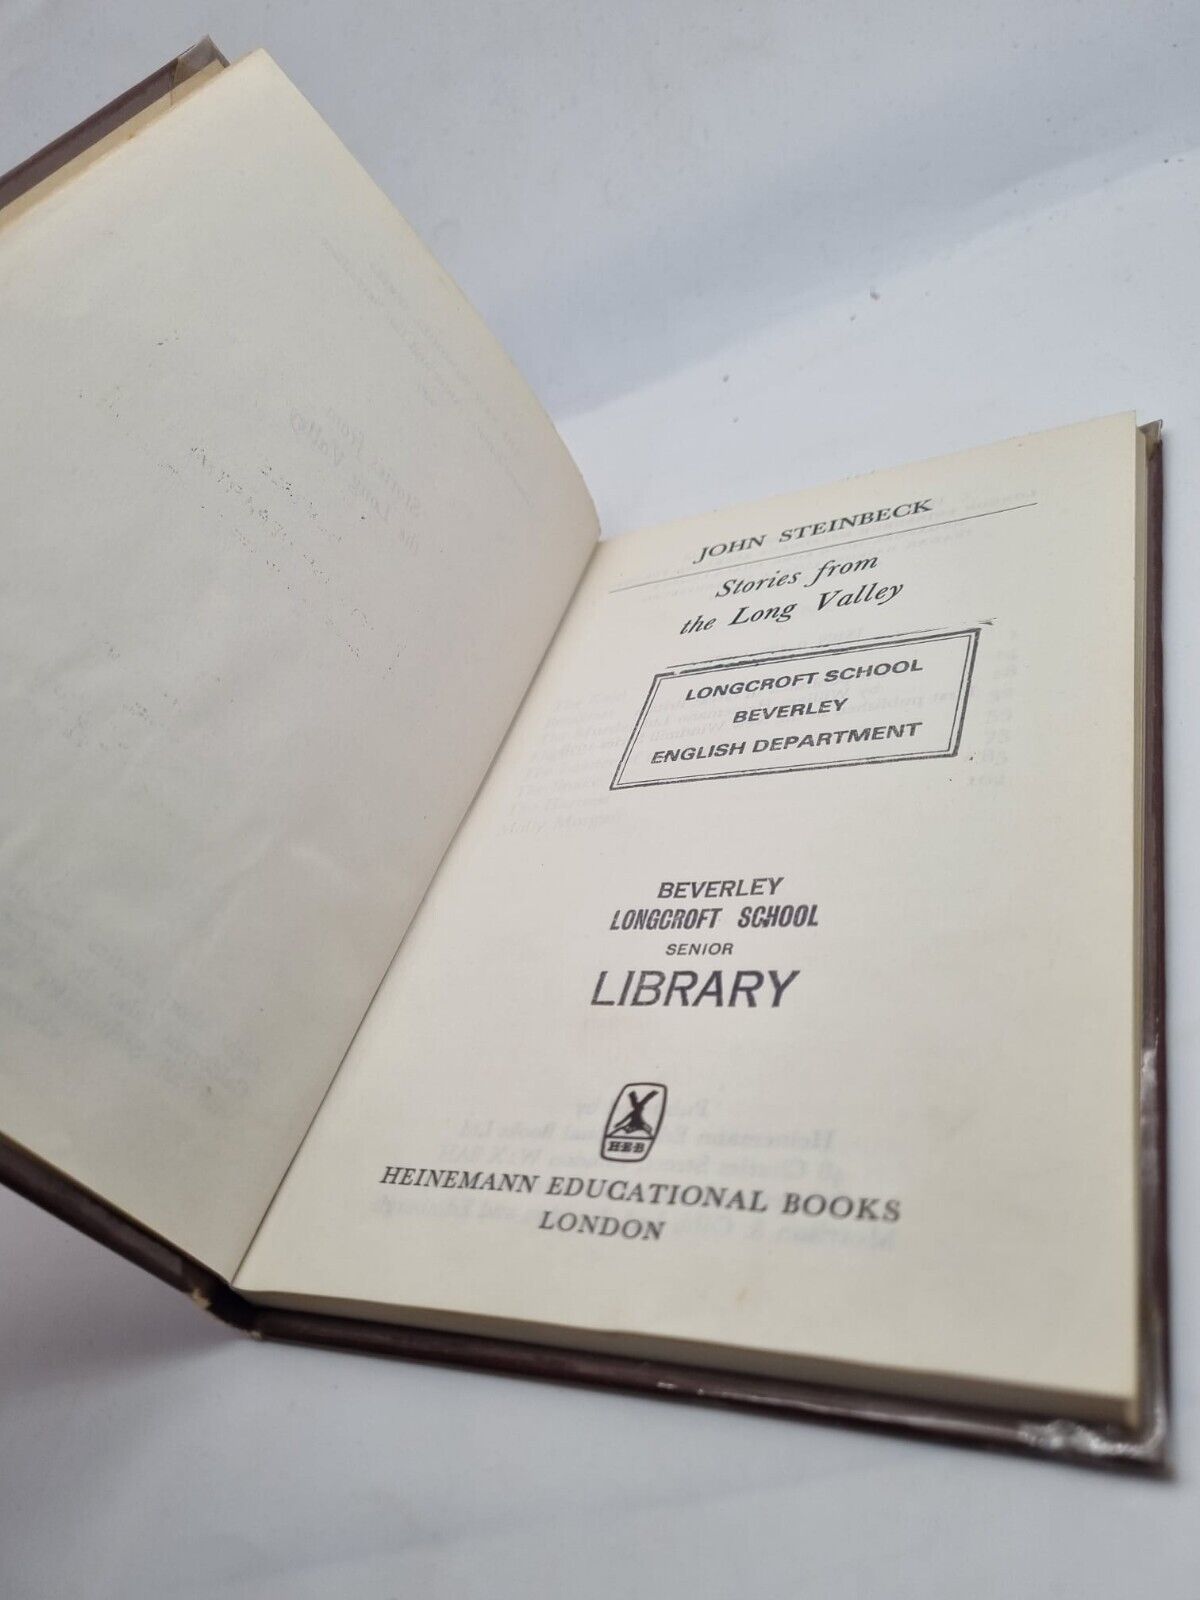 JOHN STEINBECK
Stories from
the Long Valley
LONGCROFT SCHOOL
BEVERLEY
ENGLISH DEPARTMENT
BEVERLEY
LONGCROFT SCHOOL
SENIOR
LIBRARY
H·E·B
HEINEMANN EDUCATIONAL BOOKS
LONDON